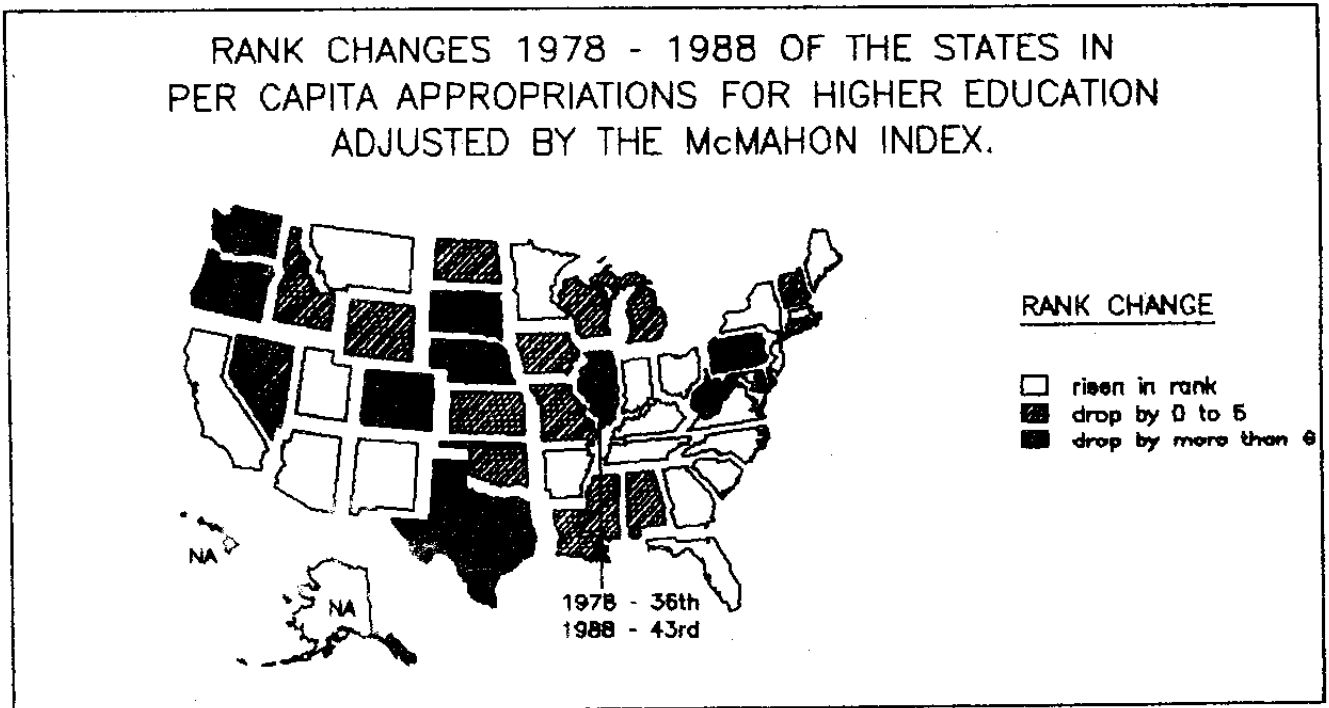 RANK CHANGES 1978 - 1988 OF THE STATES IN
PER CAPITA APPROPRIATIONS FOR HIGHER EDUCATION
ADJUSTED BY THE McMAHON INDEX.
RANK CHANGE
risen in rank
drop by 0 to 5
drop by more than 6
NA
NA
1978 - 36th
1988 - 43rd